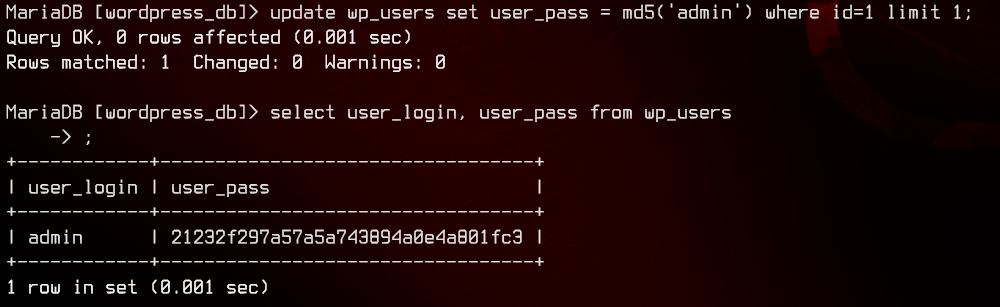 MariaDB [wordpress_db]> update wp_users set user_pass = md5('admin') where id=1 limit 1;
Query OK, 0 rows affected (0.001 sec)
Rows matched: 1  Changed: 0  Warnings: 0

MariaDB [wordpress_db]> select user_login, user_pass from wp_users
    -> ;
+------------+----------------------------------+
| user_login | user_pass                        |
+------------+----------------------------------+
| admin      | 21232f297a57a5a743894a0e4a801fc3 |
+------------+----------------------------------+
1 row in set (0.001 sec)